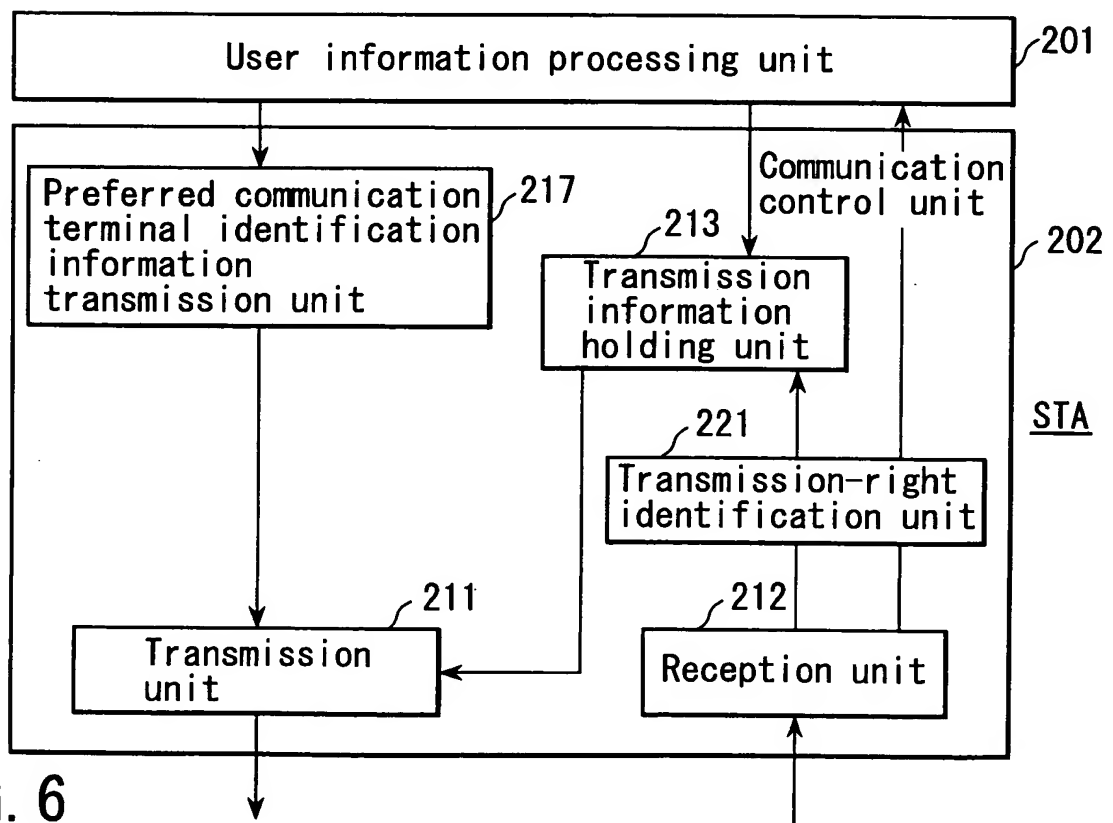 User information processing unit
201
Preferred communication
terminal identification
information
transmission unit
217
Communication
control unit
213
202
Transmission
information
holding unit
STA
221
Transmission-right
identification unit
211
212
Transmission
unit
Reception unit
. 6